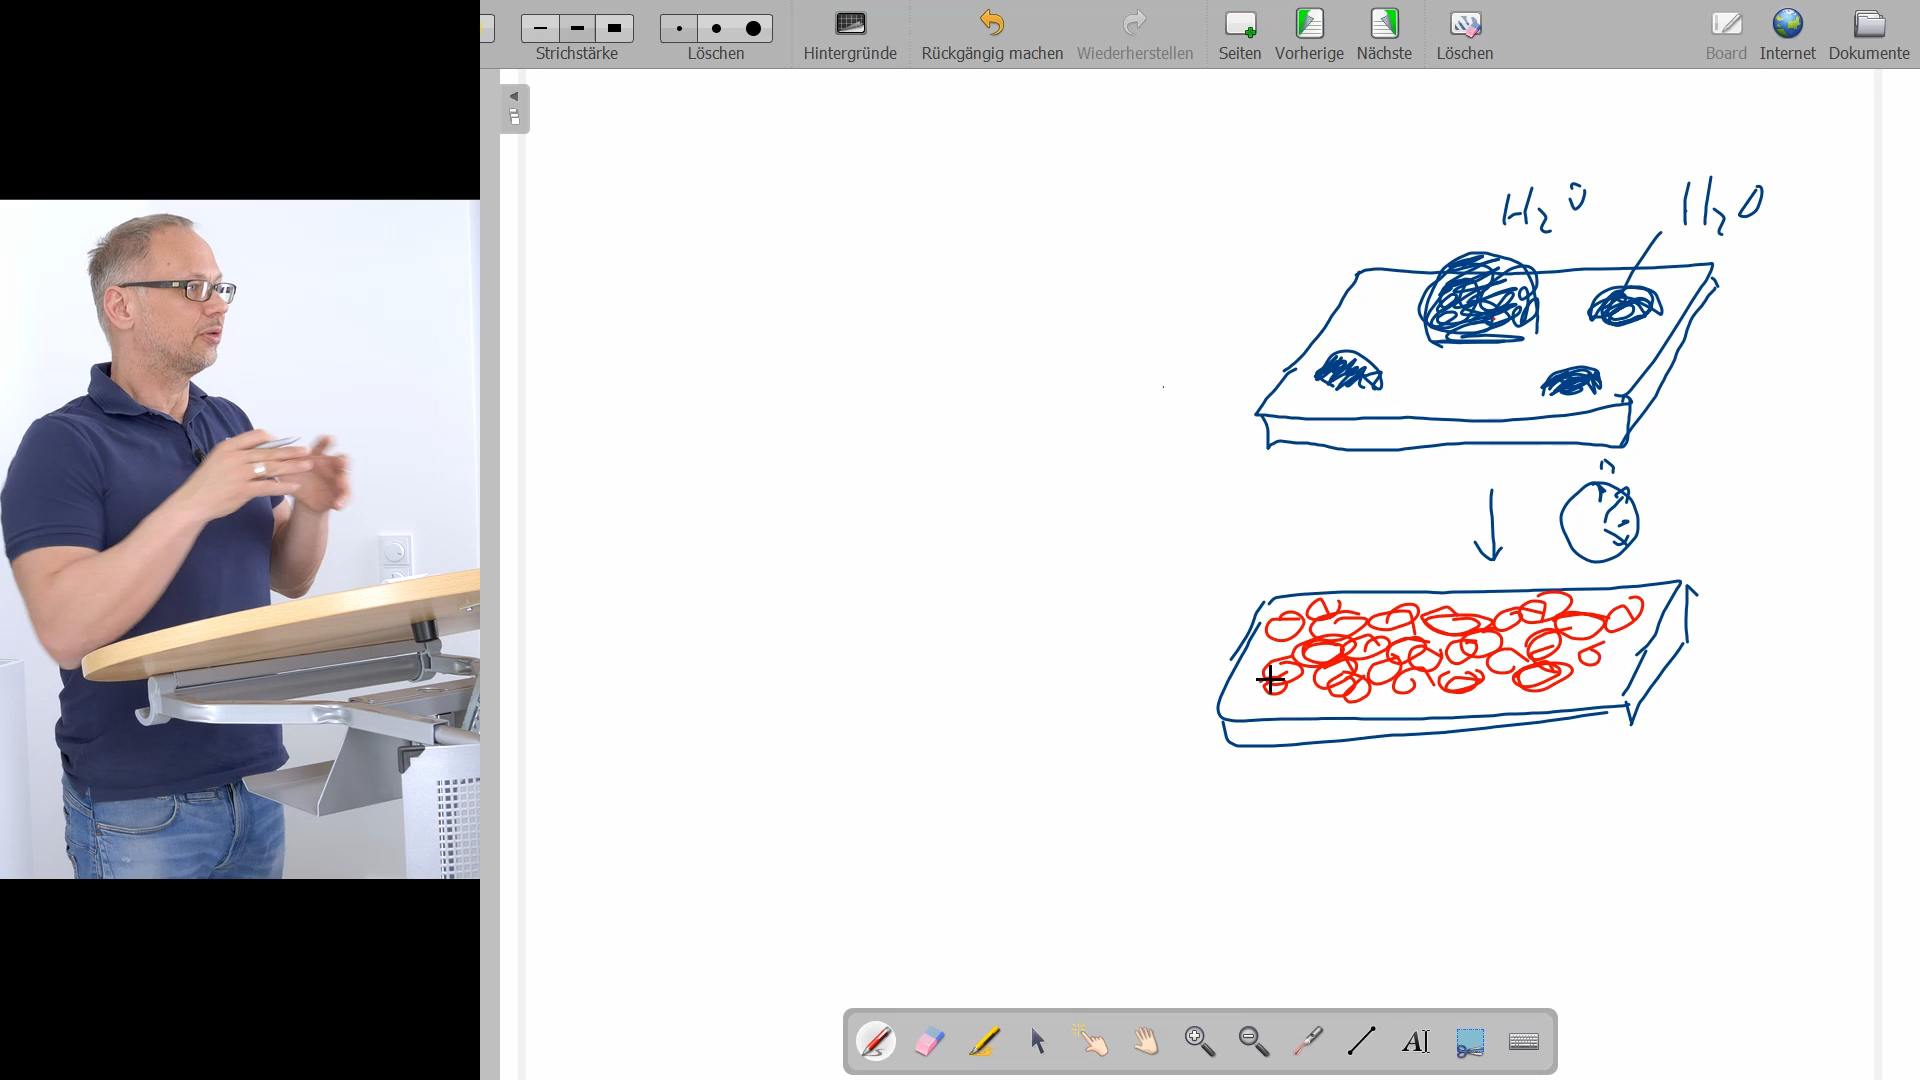 Strichstärke
Löschen
Hintergründe
Rückgängig machen
Wiederherstellen
Seiten
Vorherige
Nächste
Löschen
Board
Internet
Dokumente
H₂O
H₂O
A